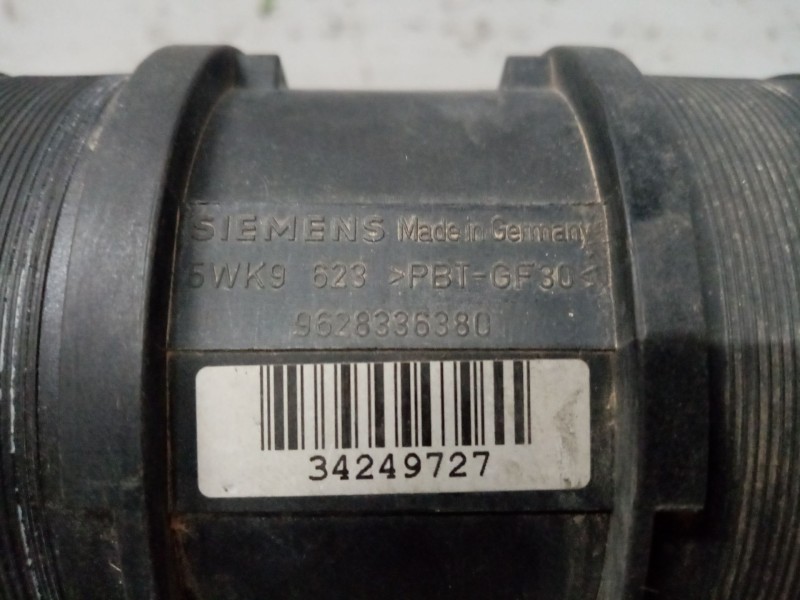 SIEMENS Made in Germany
5WK9 623 >PBT-GF30<
9628336380
34249727